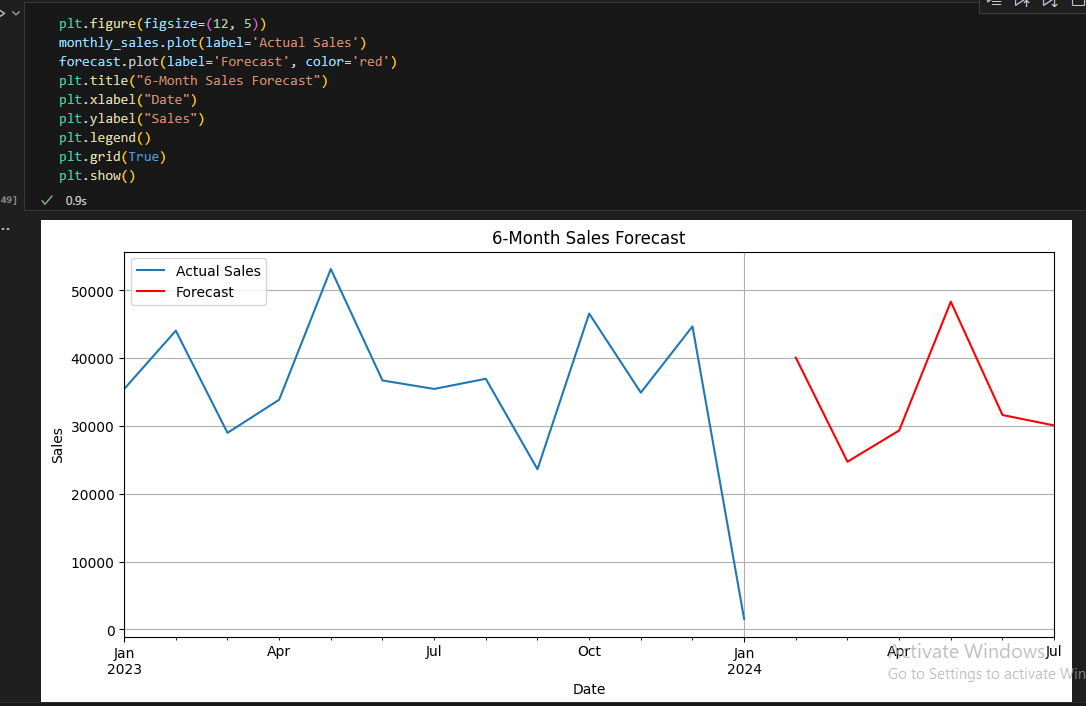 plt.figure(figsize=(12, 5))
monthly_sales.plot(label='Actual Sales')
forecast.plot(label='Forecast', color='red')
plt.title("6-Month Sales Forecast")
plt.xlabel("Date")
plt.ylabel("Sales")
plt.legend()
plt.grid(True)
plt.show()
49]
0.9s
6-Month Sales Forecast
Actual Sales
Forecast
50000
40000
30000
20000
10000
0
Sales
Jan Apr Jul Oct Jan Apr Jul
2023 2024
Date
Activate Windows
Go to Settings to activate Win